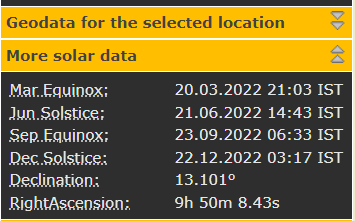 Geodata for the selected location
More solar data
Mar Equinox: 20.03.2022 21:03 IST
Jun Solstice: 21.06.2022 14:43 IST
Sep Equinox: 23.09.2022 06:33 IST
Dec Solstice: 22.12.2022 03:17 IST
Declination: 13.101°
RightAscension: 9h 50m 8.43s